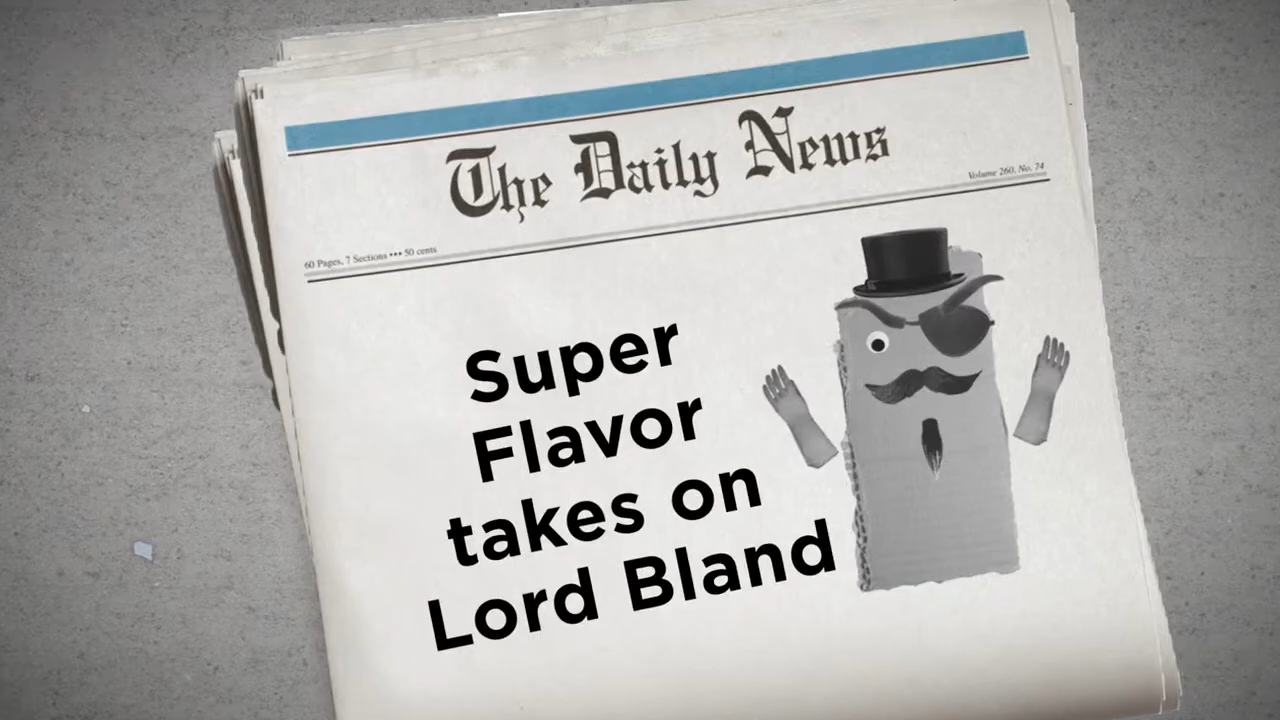 The Daily News
Volume 260, No. 74
60 Pages, 7 Sections ••• 50 cents
Super
Flavor
takes on
Lord Bland